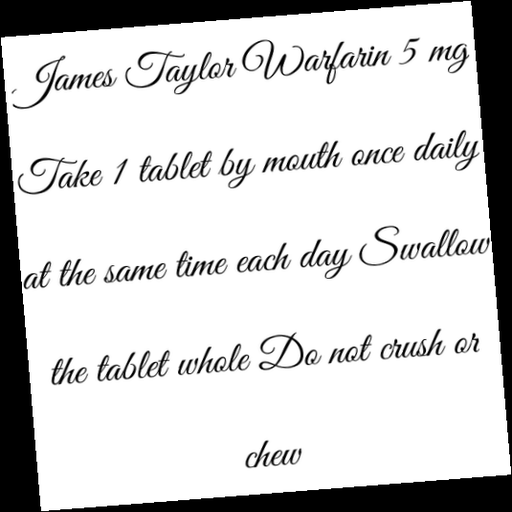 James Taylor Warfarin 5 mg
Take 1 tablet by mouth once daily
at the same time each day Swallow
the tablet whole Do not crush or
chew